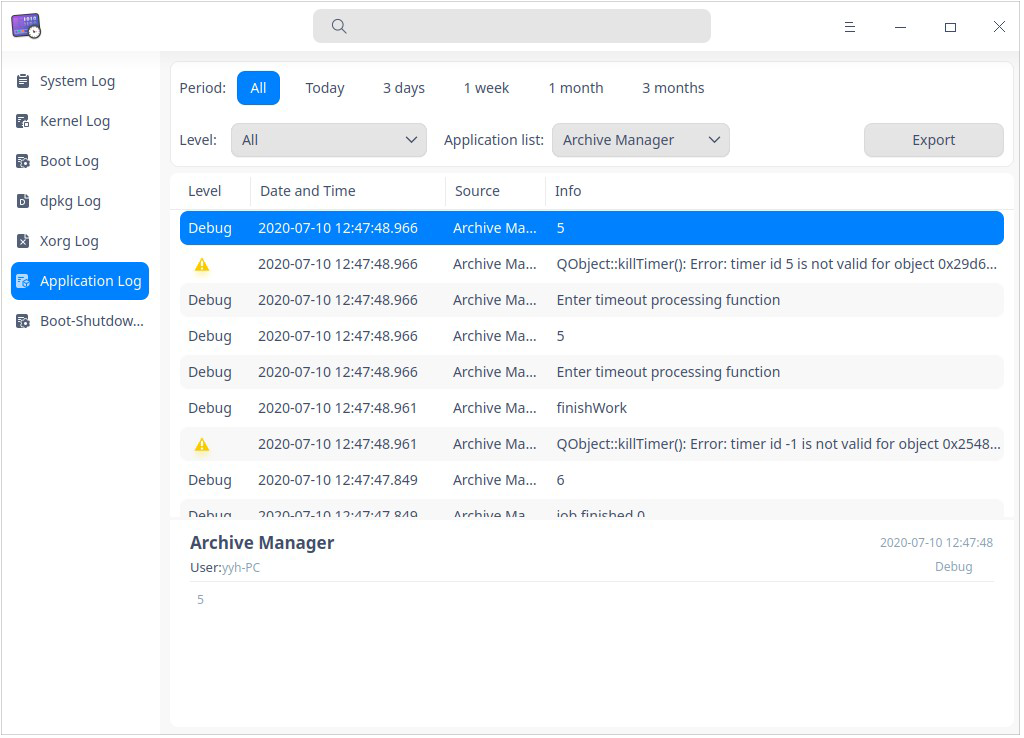 System Log
Kernel Log
Boot Log
dpkg Log
Xorg Log
Application Log
Boot-Shutdow...
Period: All Today 3 days 1 week 1 month 3 months
Level: All Application list: Archive Manager Export
Level Date and Time Source Info
Debug 2020-07-10 12:47:48.966 Archive Ma... 5
2020-07-10 12:47:48.966 Archive Ma... QObject::killTimer(): Error: timer id 5 is not valid for object 0x29d6...
Debug 2020-07-10 12:47:48.966 Archive Ma... Enter timeout processing function
Debug 2020-07-10 12:47:48.966 Archive Ma... 5
Debug 2020-07-10 12:47:48.966 Archive Ma... Enter timeout processing function
Debug 2020-07-10 12:47:48.961 Archive Ma... finishWork
2020-07-10 12:47:48.961 Archive Ma... QObject::killTimer(): Error: timer id -1 is not valid for object 0x2548...
Debug 2020-07-10 12:47:47.849 Archive Ma... 6
Debug 2020-07-10 12:47:47.849 Archive Ma... job finished 0
Archive Manager 2020-07-10 12:47:48
User:yyh-PC Debug
5